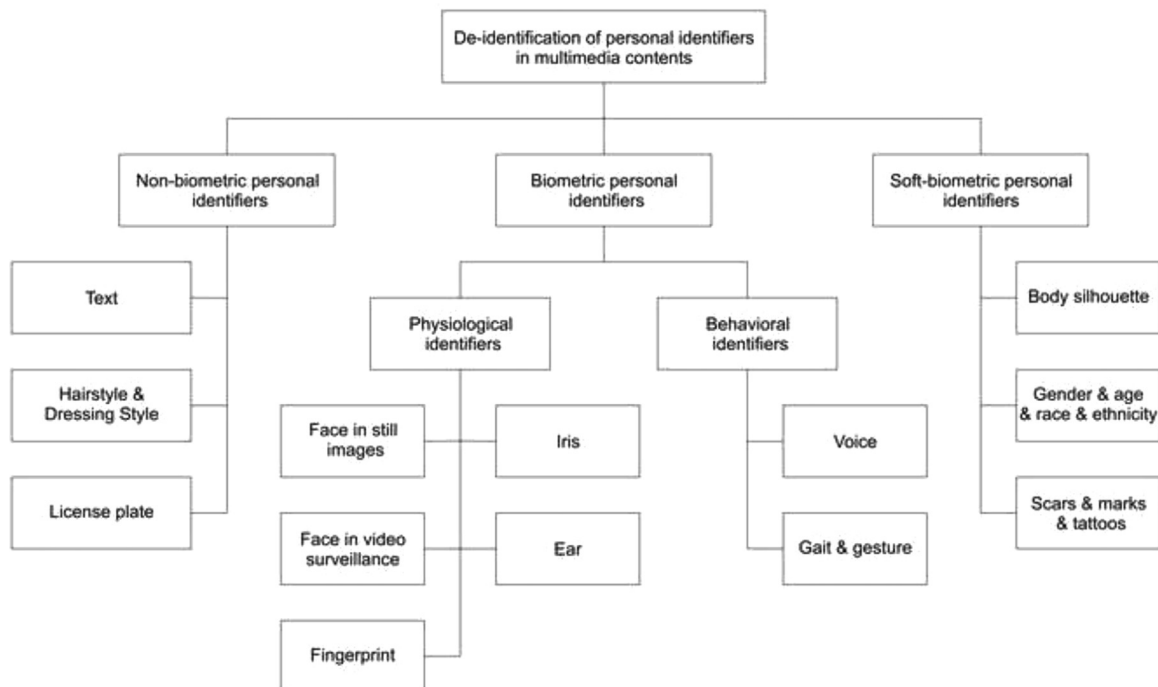 De-identification of personal identifiers
in multimedia contents
Non-biometric personal
identifiers
Biometric personal
identifiers
Soft-biometric personal
identifiers
Text
Hairstyle &
Dressing Style
License plate
Physiological
identifiers
Face in still
images
Iris
Face in video
surveillance
Ear
Fingerprint
Behavioral
identifiers
Voice
Gait & gesture
Body silhouette
Gender & age
& race & ethnicity
Scars & marks
& tattoos